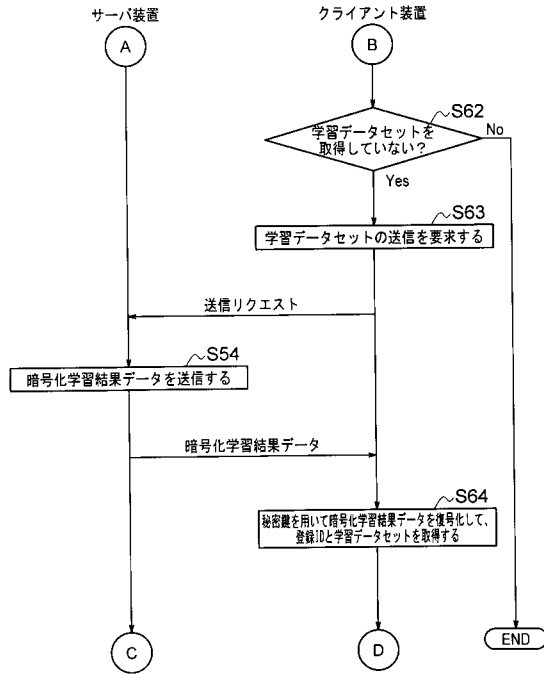 サーバ装置
クライアント装置
A
B
S62
学習データセットを
取得していない?
No
Yes
S63
学習データセットの送信を要求する
送信リクエスト
S54
暗号化学習結果データを送信する
暗号化学習結果データ
S64
秘密鍵を用いて暗号化学習結果データを復号化して、
登録IDと学習データセットを取得する
C
D
END